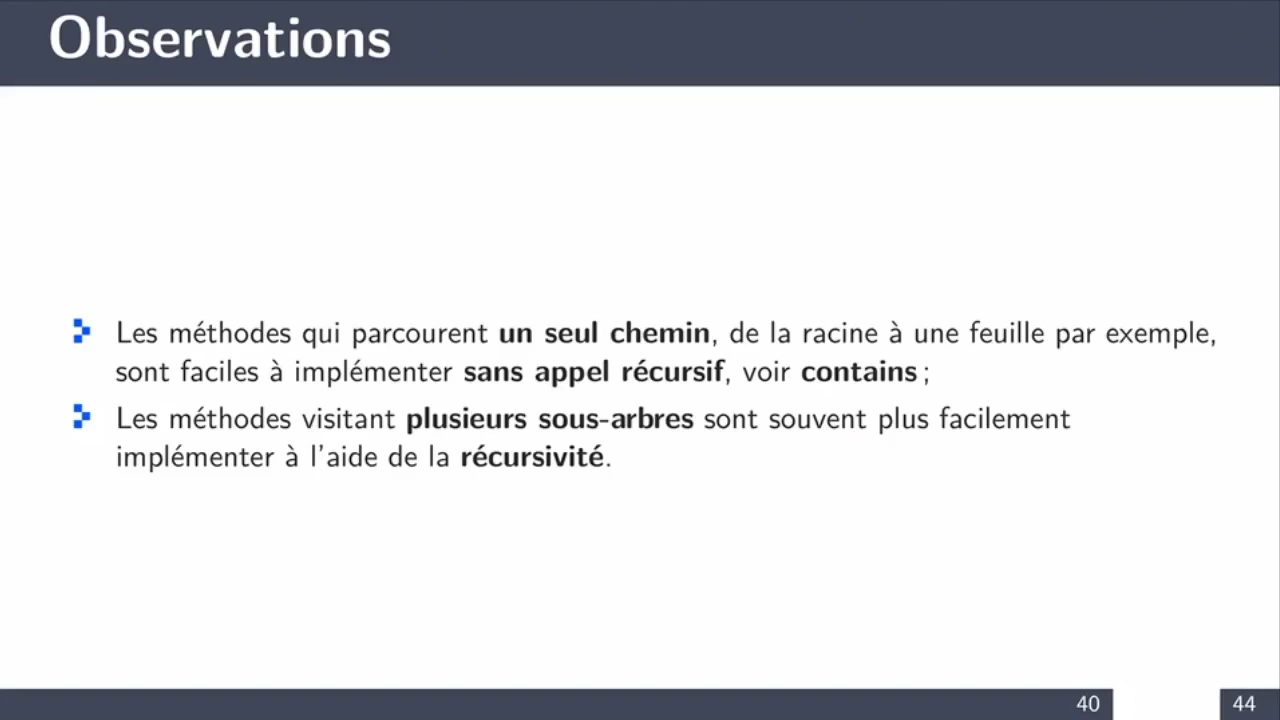 Observations
Les méthodes qui parcourent un seul chemin, de la racine à une feuille par exemple,
sont faciles à implémenter sans appel récursif, voir contains ;
Les méthodes visitant plusieurs sous-arbres sont souvent plus facilement
implémenter à l'aide de la récursivité.
40
44